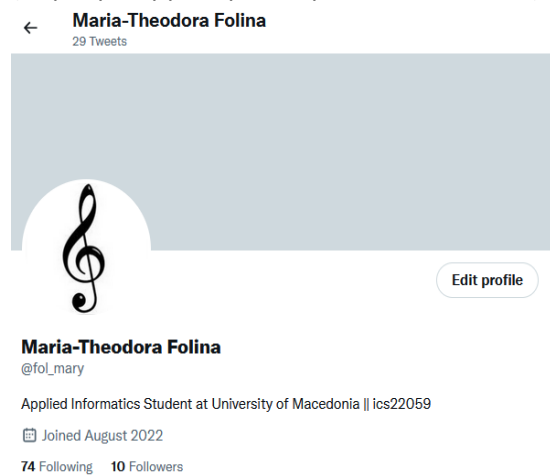 Maria-Theodora Folina
29 Tweets
Edit profile
Maria-Theodora Folina
@fol_mary
Applied Informatics Student at University of Macedonia || ics22059
Joined August 2022
74 Following 10 Followers